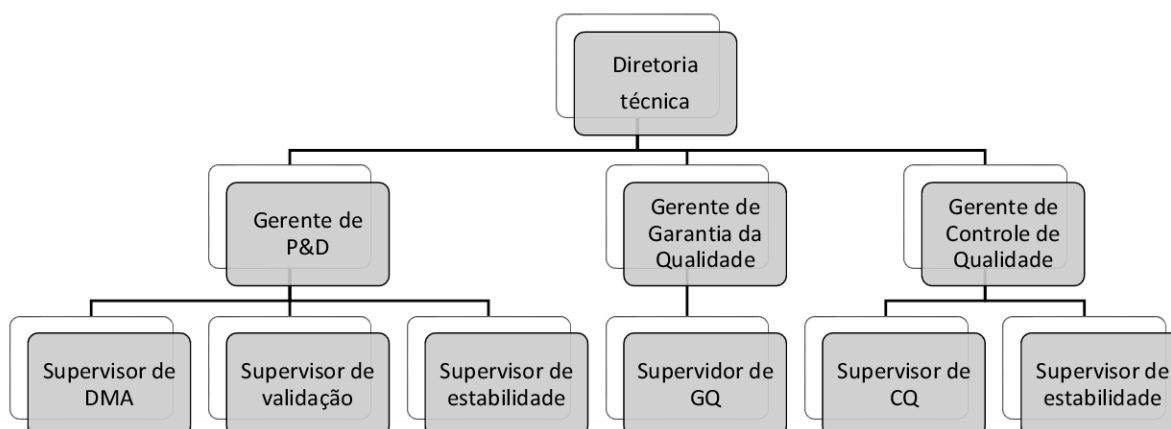 Diretoria
técnica
Gerente de
P&D
Gerente de
Garantia da
Qualidade
Gerente de
Controle de
Qualidade
Supervisor de
DMA
Supervisor de
validação
Supervisor de
estabilidade
Supervidor de
GQ
Supervisor de
CQ
Supervisor de
estabilidade